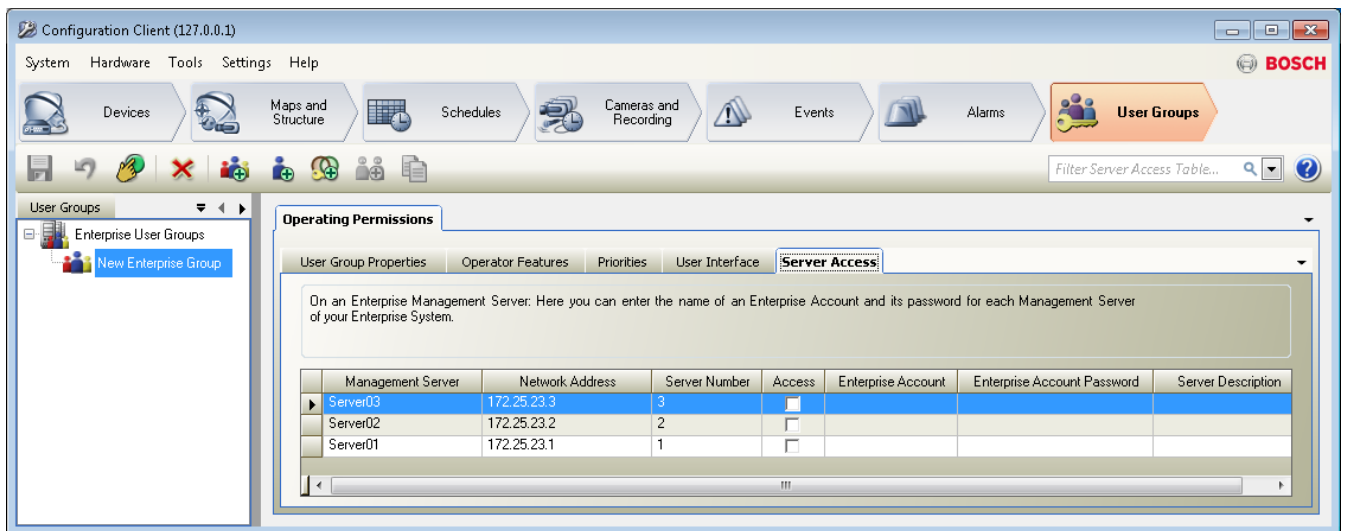 Configuration Client (127.0.0.1)
System Hardware Tools Settings Help
BOSCH
Devices
Maps and
Structure
Schedules
Cameras and
Recording
Events
Alarms
User Groups
Filter Server Access Table...
User Groups
Enterprise User Groups
New Enterprise Group
Operating Permissions
User Group Properties Operator Features Priorities User Interface Server Access
On an Enterprise Management Server: Here you can enter the name of an Enterprise Account and its password for each Management Server
of your Enterprise System.
Management Server Network Address Server Number Access Enterprise Account Enterprise Account Password Server Description
Server03 172.25.23.3 3
Server02 172.25.23.2 2
Server01 172.25.23.1 1